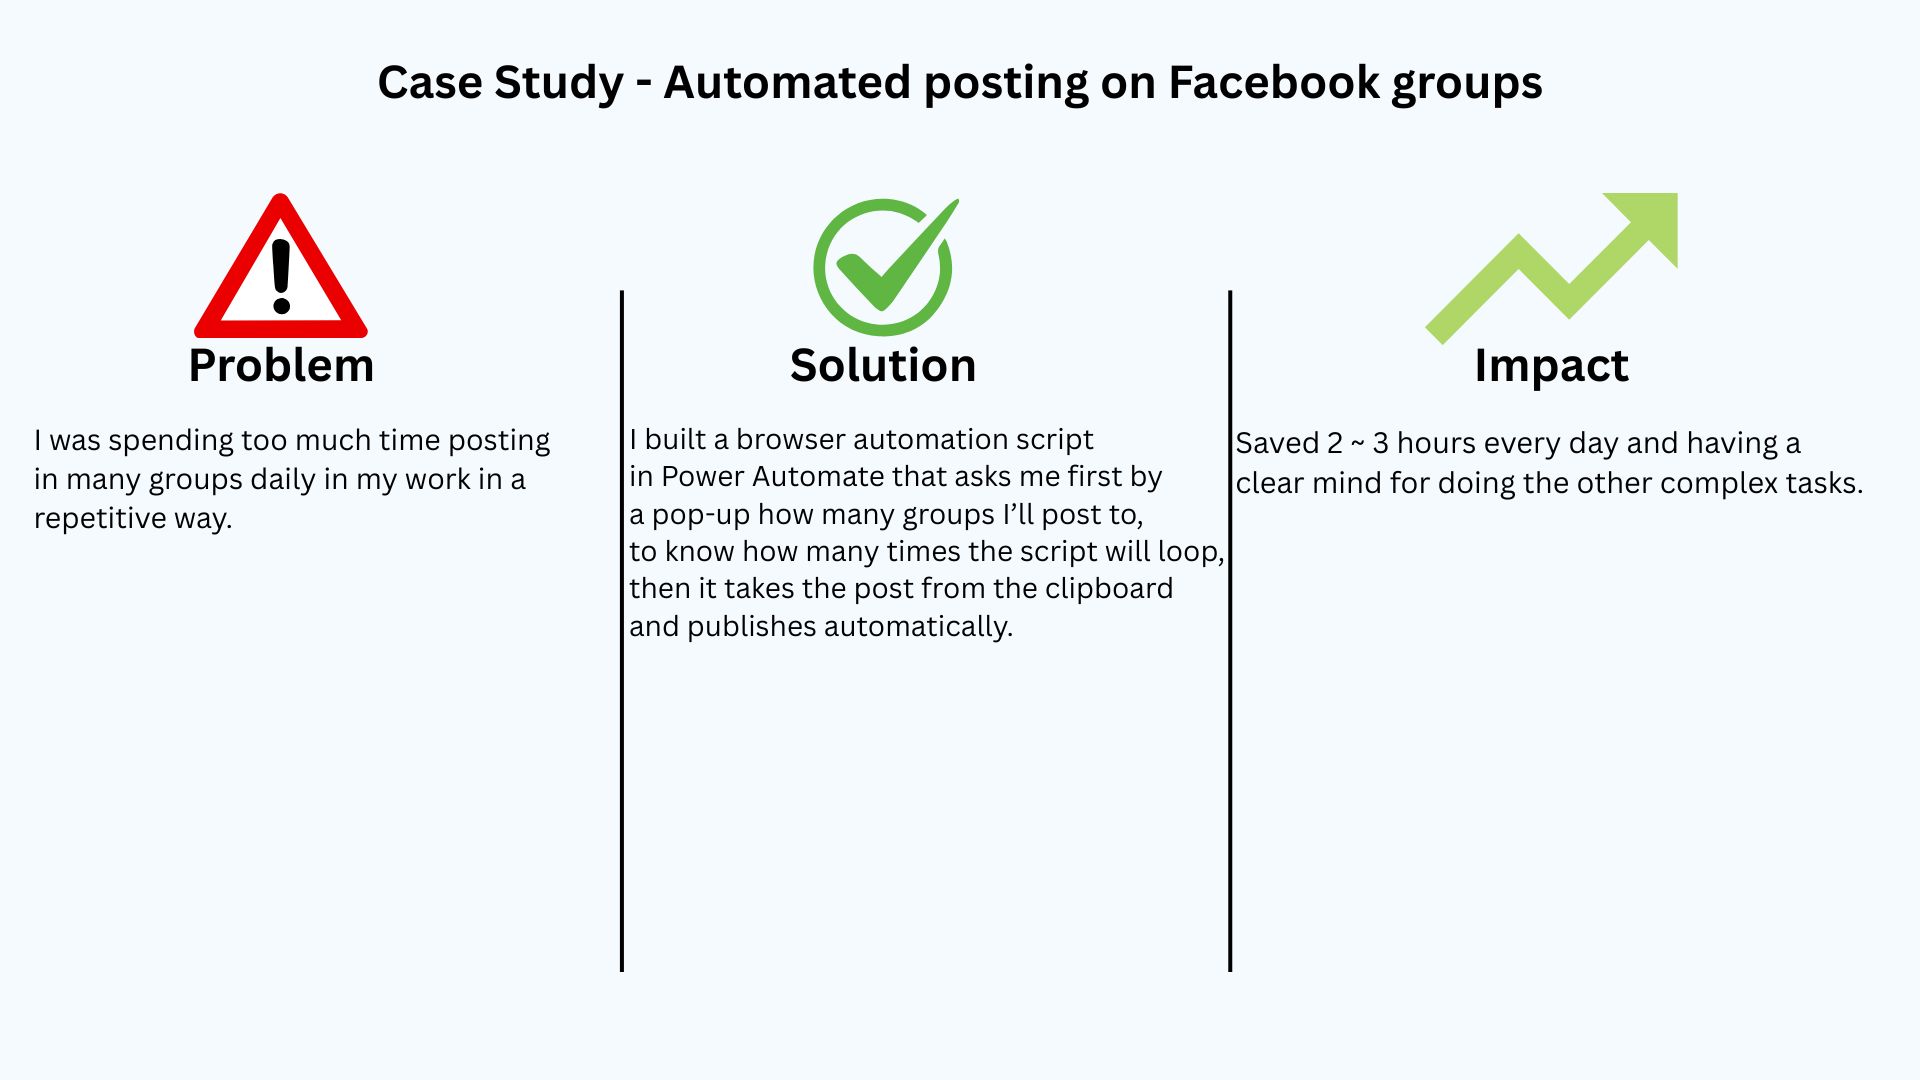 Case Study - Automated posting on Facebook groups
Problem
I was spending too much time posting
in many groups daily in my work in a
repetitive way.
Solution
I built a browser automation script
in Power Automate that asks me first by
a pop-up how many groups I’ll post to,
to know how many times the script will loop,
then it takes the post from the clipboard
and publishes automatically.
Impact
Saved 2 ~ 3 hours every day and having a
clear mind for doing the other complex tasks.